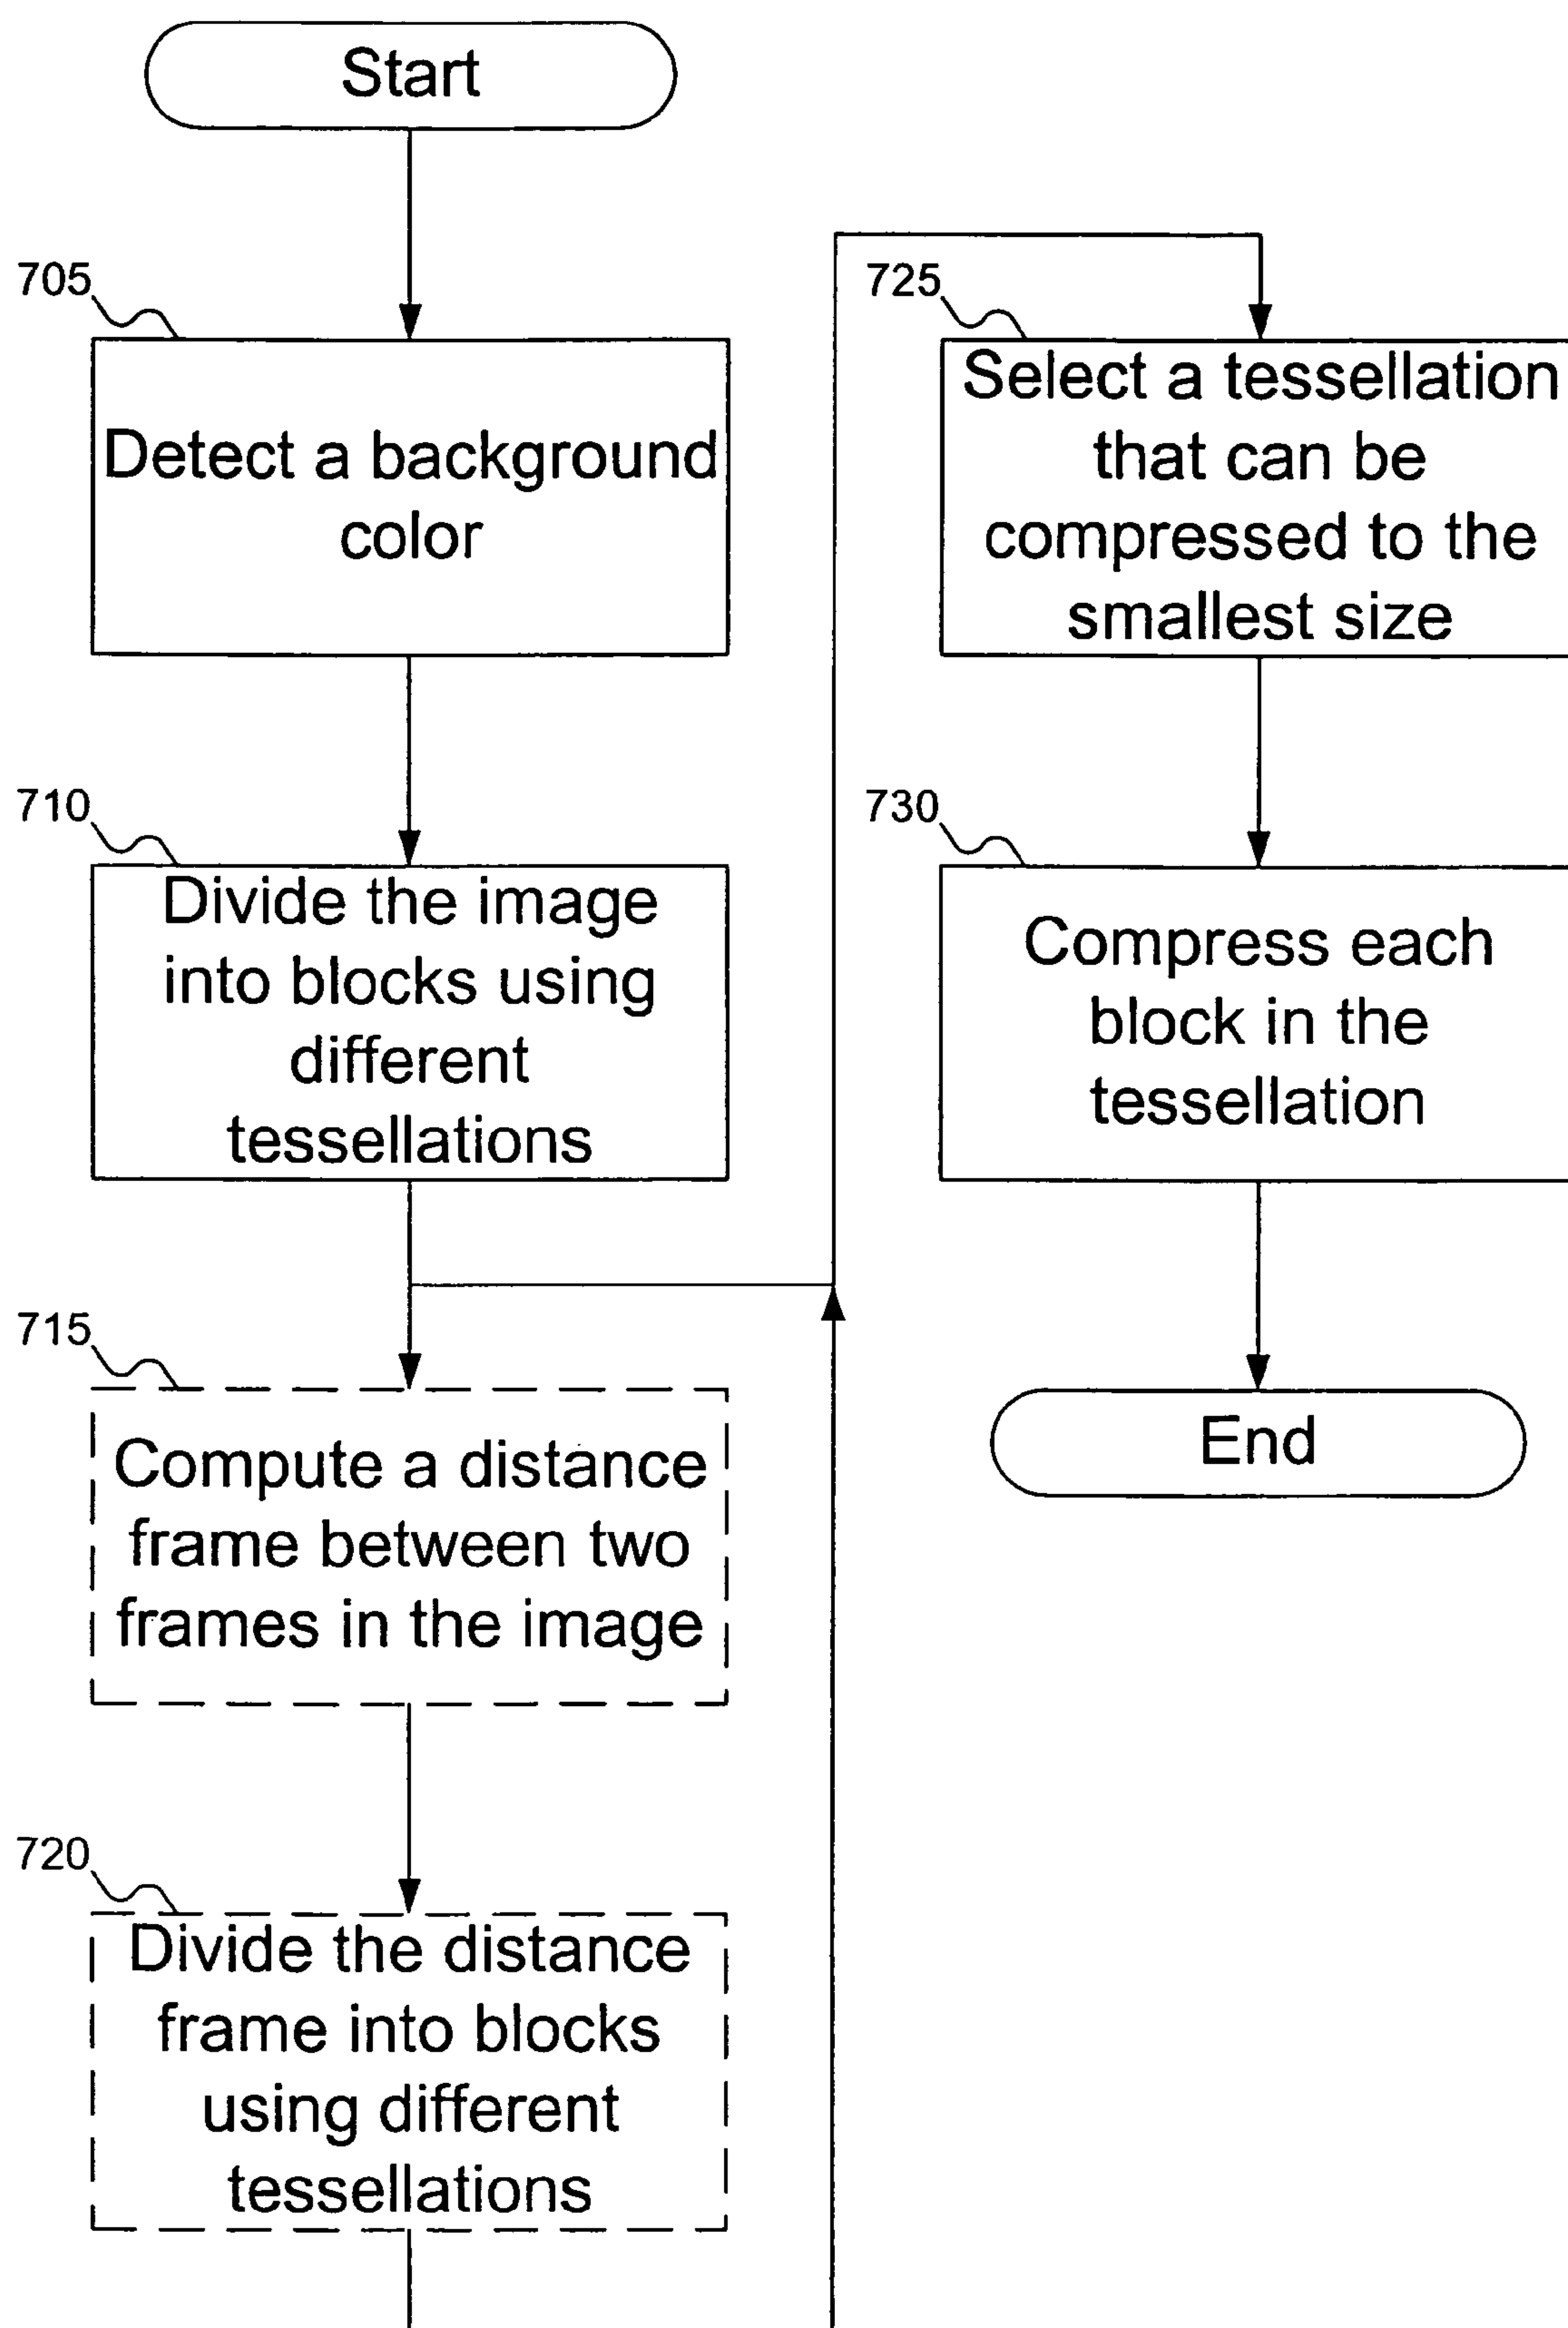 Start
705
Detect a background
color
710
Divide the image
into blocks using
different
tessellations
715
Compute a distance
frame between two
frames in the image
720
Divide the distance
frame into blocks
using different
tessellations
725
Select a tessellation
that can be
compressed to the
smallest size
730
Compress each
block in the
tessellation
End